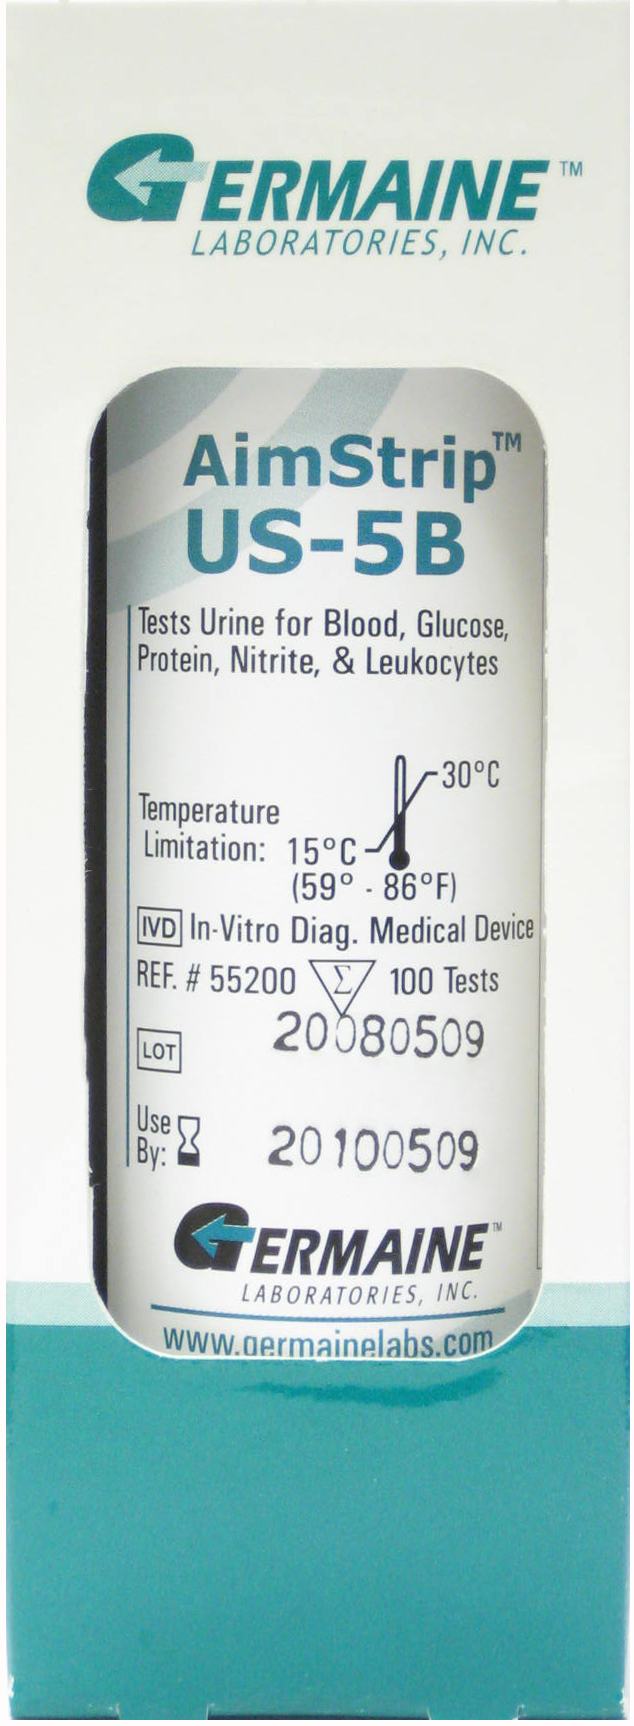 GERMAINE™
LABORATORIES, INC.
AimStrip™
US-5B
Tests Urine for Blood, Glucose,
Protein, Nitrite, & Leukocytes
30°C
Temperature
Limitation: 15°C
(59° - 86°F)
IVD In-Vitro Diag. Medical Device
REF. # 55200 Σ 100 Tests
LOT 20080509
Use
By: 20100509
GERMAINE™
LABORATORIES, INC.
www.germainelabs.com